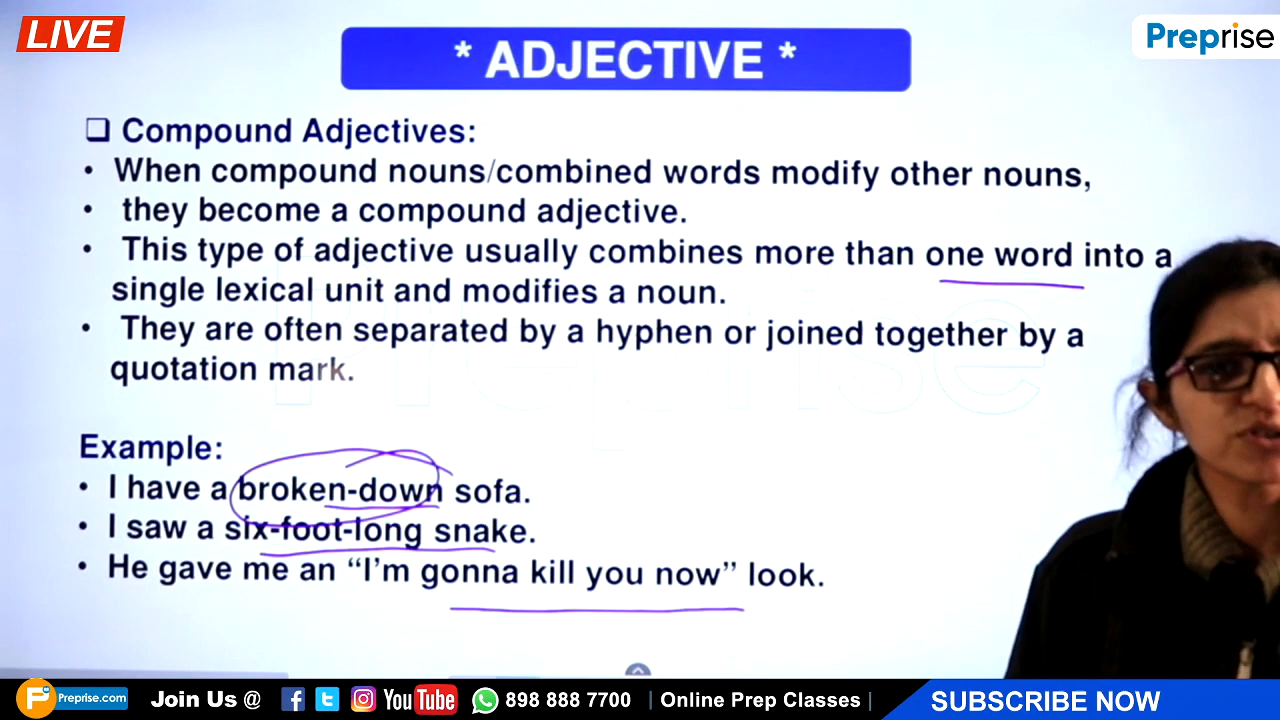 LIVE
* ADJECTIVE *
Preprise
❑ Compound Adjectives:
• When compound nouns/combined words modify other nouns,
• they become a compound adjective.
• This type of adjective usually combines more than one word into a
single lexical unit and modifies a noun.
• They are often separated by a hyphen or joined together by a
quotation mark.
Preprise
Example:
• I have a broken-down sofa.
• I saw a six-foot-long snake.
• He gave me an “I’m gonna kill you now” look.
Preprise.com Join Us @ YouTube 898 888 7700 | Online Prep Classes | SUBSCRIBE NOW